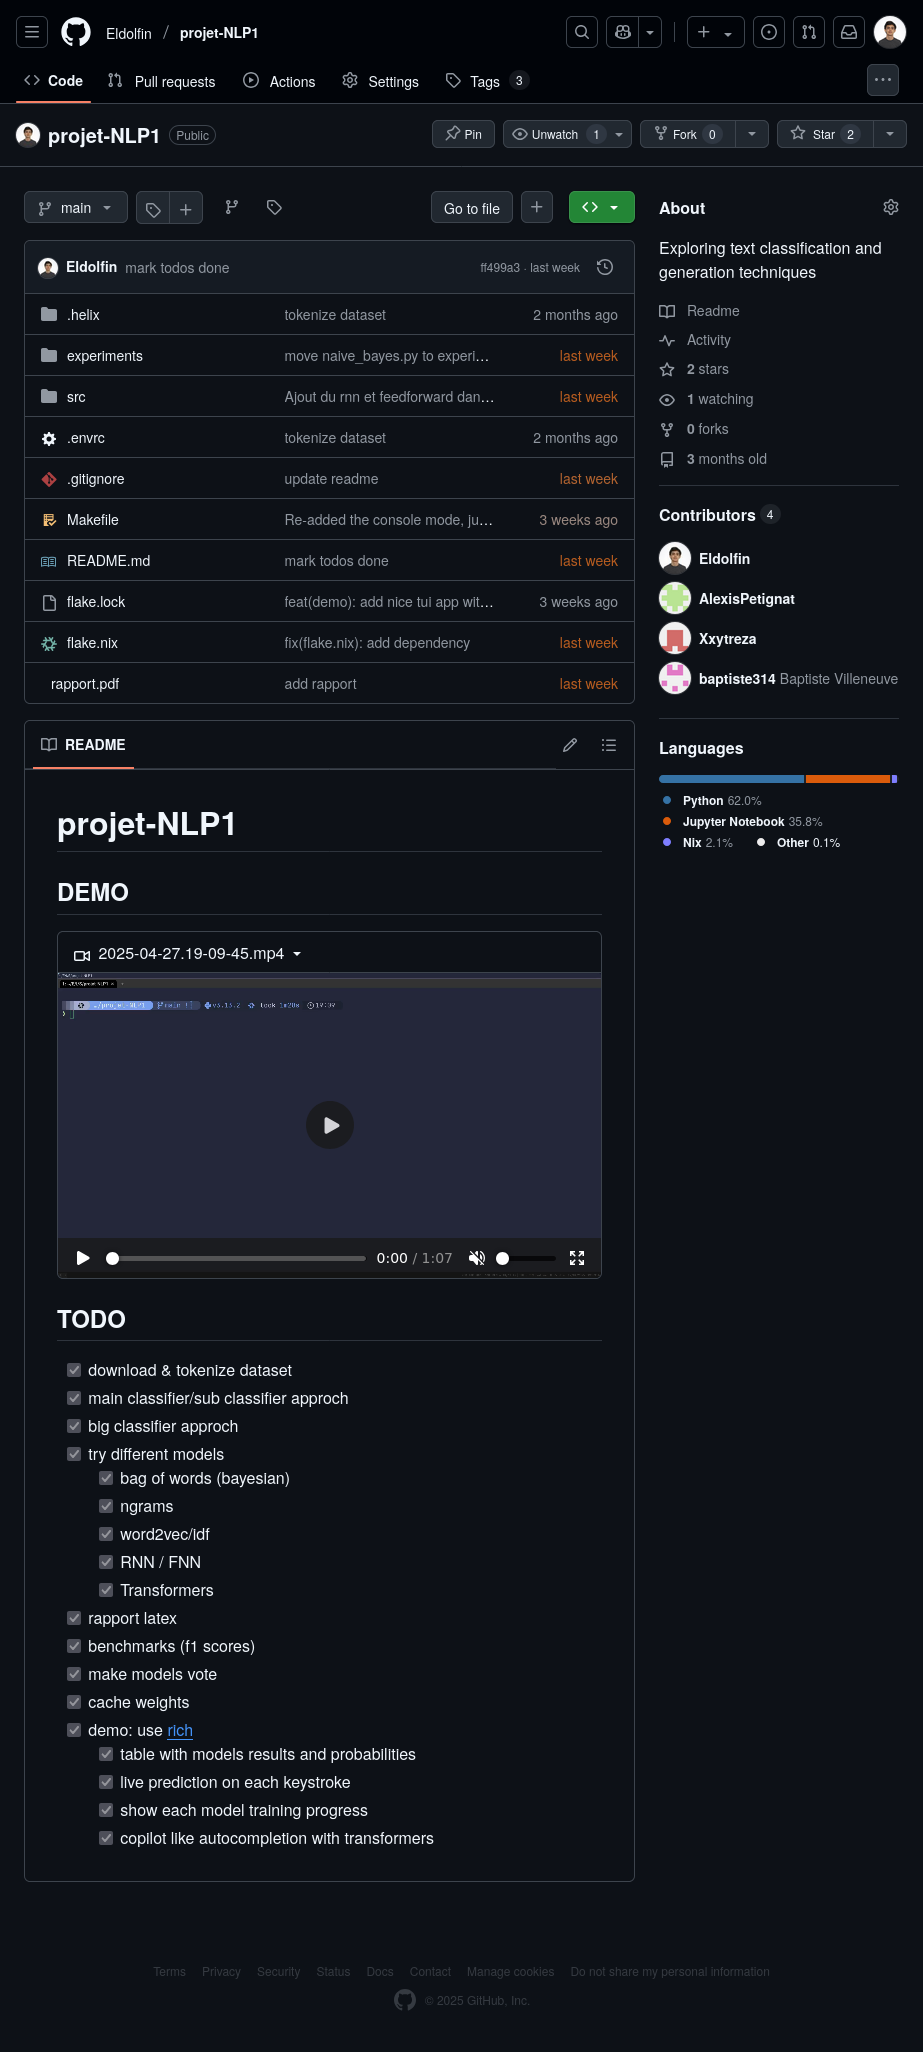 Eldolfin / projet-NLP1
Code Pull requests Actions Settings Tags 3
projet-NLP1 Public Pin Unwatch 1 Fork 0 Star 2
main Go to file
Eldolfin mark todos done ff499a3 · last week
.helix tokenize dataset 2 months ago
experiments move naive_bayes.py to experi… last week
src Ajout du rnn et feedforward dan… last week
.envrc tokenize dataset 2 months ago
.gitignore update readme last week
Makefile Re-added the console mode, ju… 3 weeks ago
README.md mark todos done last week
flake.lock feat(demo): add nice tui app wit… 3 weeks ago
flake.nix fix(flake.nix): add dependency last week
rapport.pdf add rapport last week
README
projet-NLP1
DEMO
2025-04-27.19-09-45.mp4
../projet-NLP1 main v3.13.2 took 1m20s 19:09
0:00 / 1:07
TODO
download & tokenize dataset
main classifier/sub classifier approch
big classifier approch
try different models
bag of words (bayesian)
ngrams
word2vec/idf
RNN / FNN
Transformers
rapport latex
benchmarks (f1 scores)
make models vote
cache weights
demo: use rich
table with models results and probabilities
live prediction on each keystroke
show each model training progress
copilot like autocompletion with transformers
About
Exploring text classification and
generation techniques
Readme
Activity
2 stars
1 watching
0 forks
3 months old
Contributors 4
Eldolfin
AlexisPetignat
Xxytreza
baptiste314 Baptiste Villeneuve
Languages
Python 62.0%
Jupyter Notebook 35.8%
Nix 2.1% Other 0.1%
Terms Privacy Security Status Docs Contact Manage cookies Do not share my personal information
© 2025 GitHub, Inc.